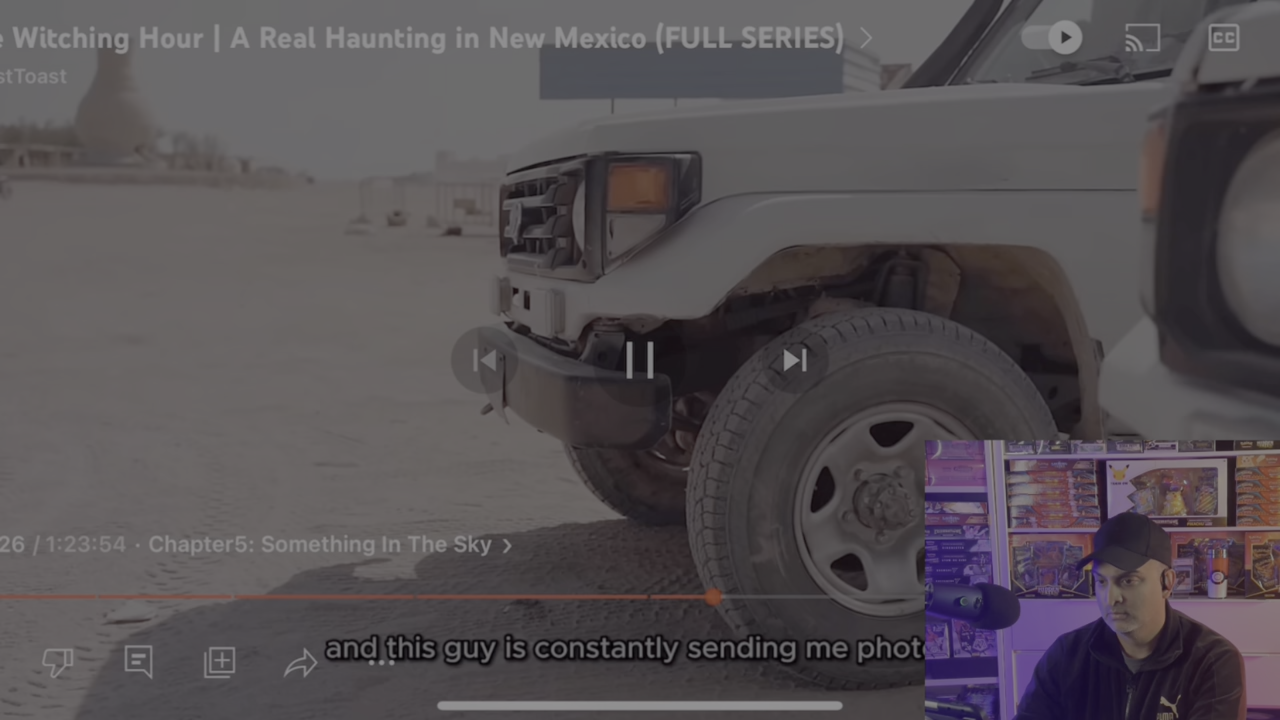 Witching Hour | A Real Haunting in New Mexico (FULL SERIES)
stToast
CC
26 / 1:23:54 · Chapter5: Something In The Sky
and this guy is constantly sending me phot